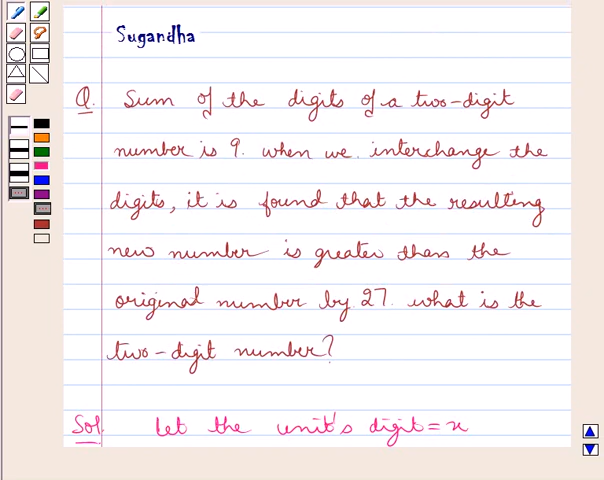 Sugandha
Q. Sum of the digits of a two-digit
number is 9. when we interchange the
digits, it is found that the resulting
new number is greater than the
original number by 27. what is the
two-digit number?
Sol. Let the unit's digit = x